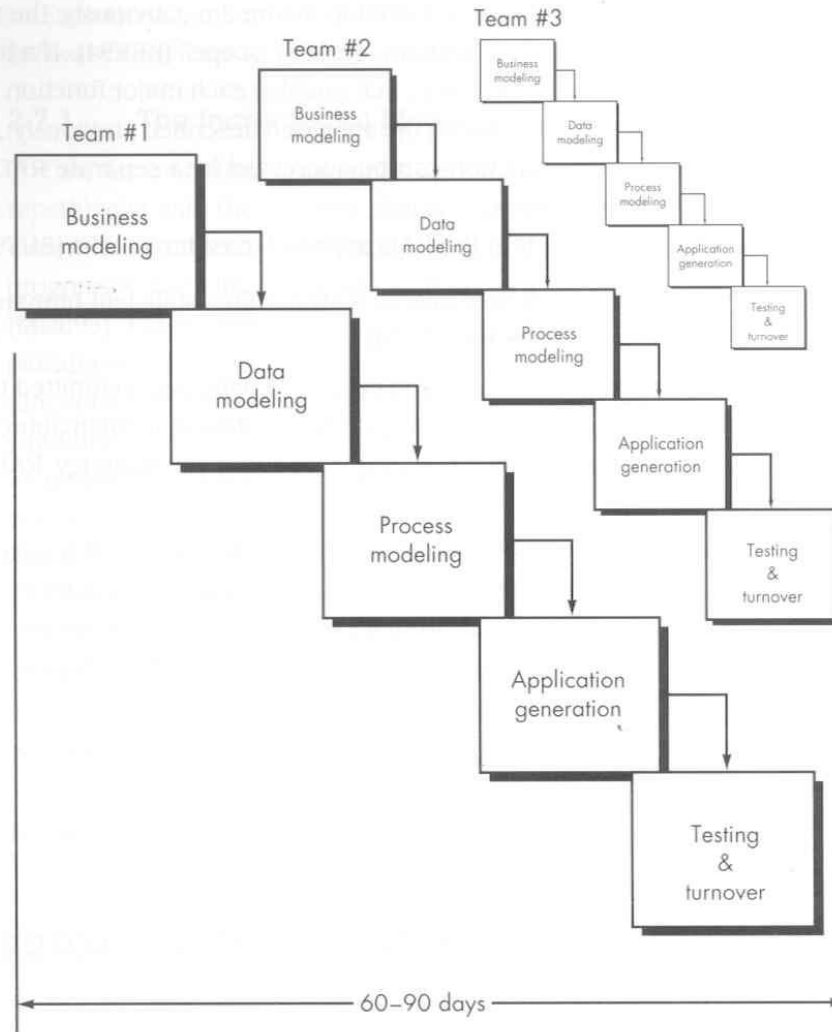 Team #1
Business
modeling
Data
modeling
Process
modeling
Application
generation
Testing
&
turnover
Team #2
Business
modeling
Data
modeling
Process
modeling
Application
generation
Testing
&
turnover
Team #3
Business
modeling
Data
modeling
Process
modeling
Application
generation
Testing
&
turnover
60–90 days